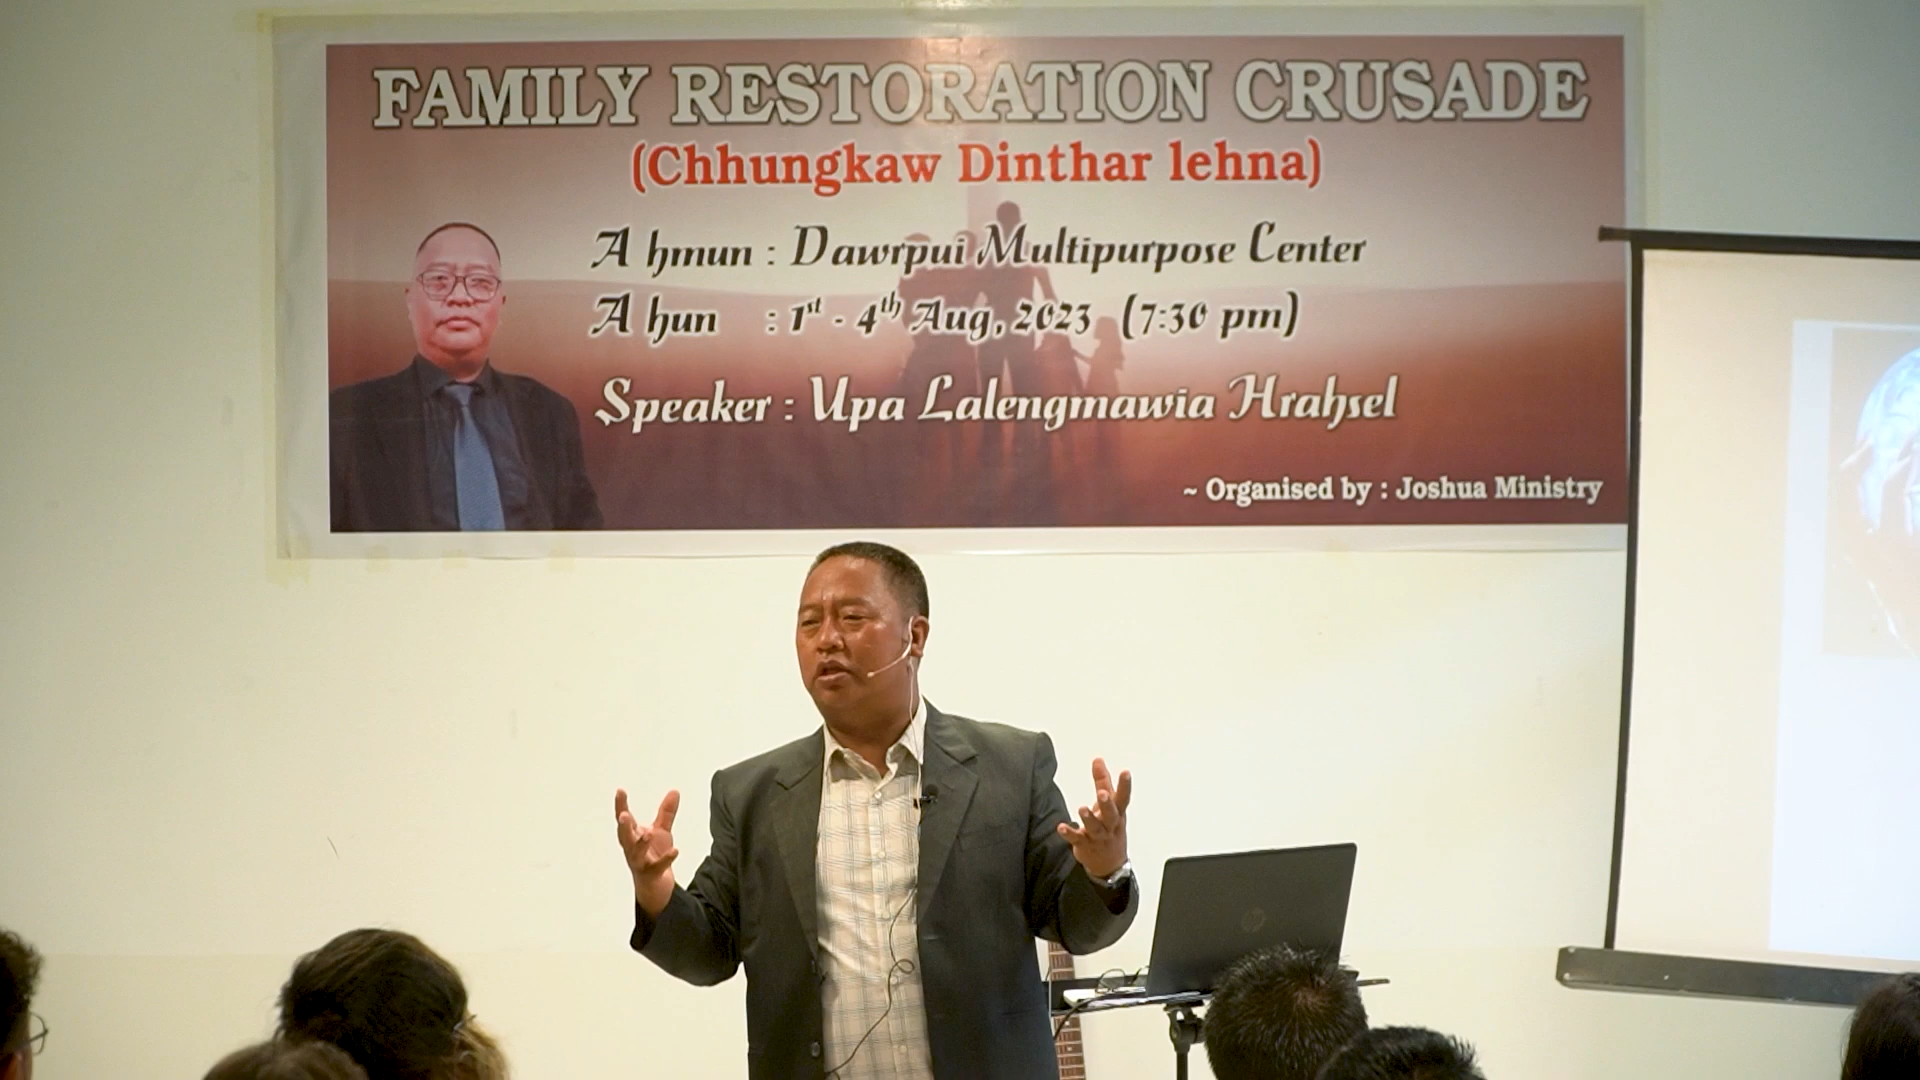 FAMILY RESTORATION CRUSADE
(Chhungkaw Dinthar lehna)
A hmun : Dawrpui Multipurpose Center
A hun : 1st - 4th Aug, 2023 (7:30 pm)
Speaker : Upa Lalengmawia Hrahsel
~ Organised by : Joshua Ministry
hp